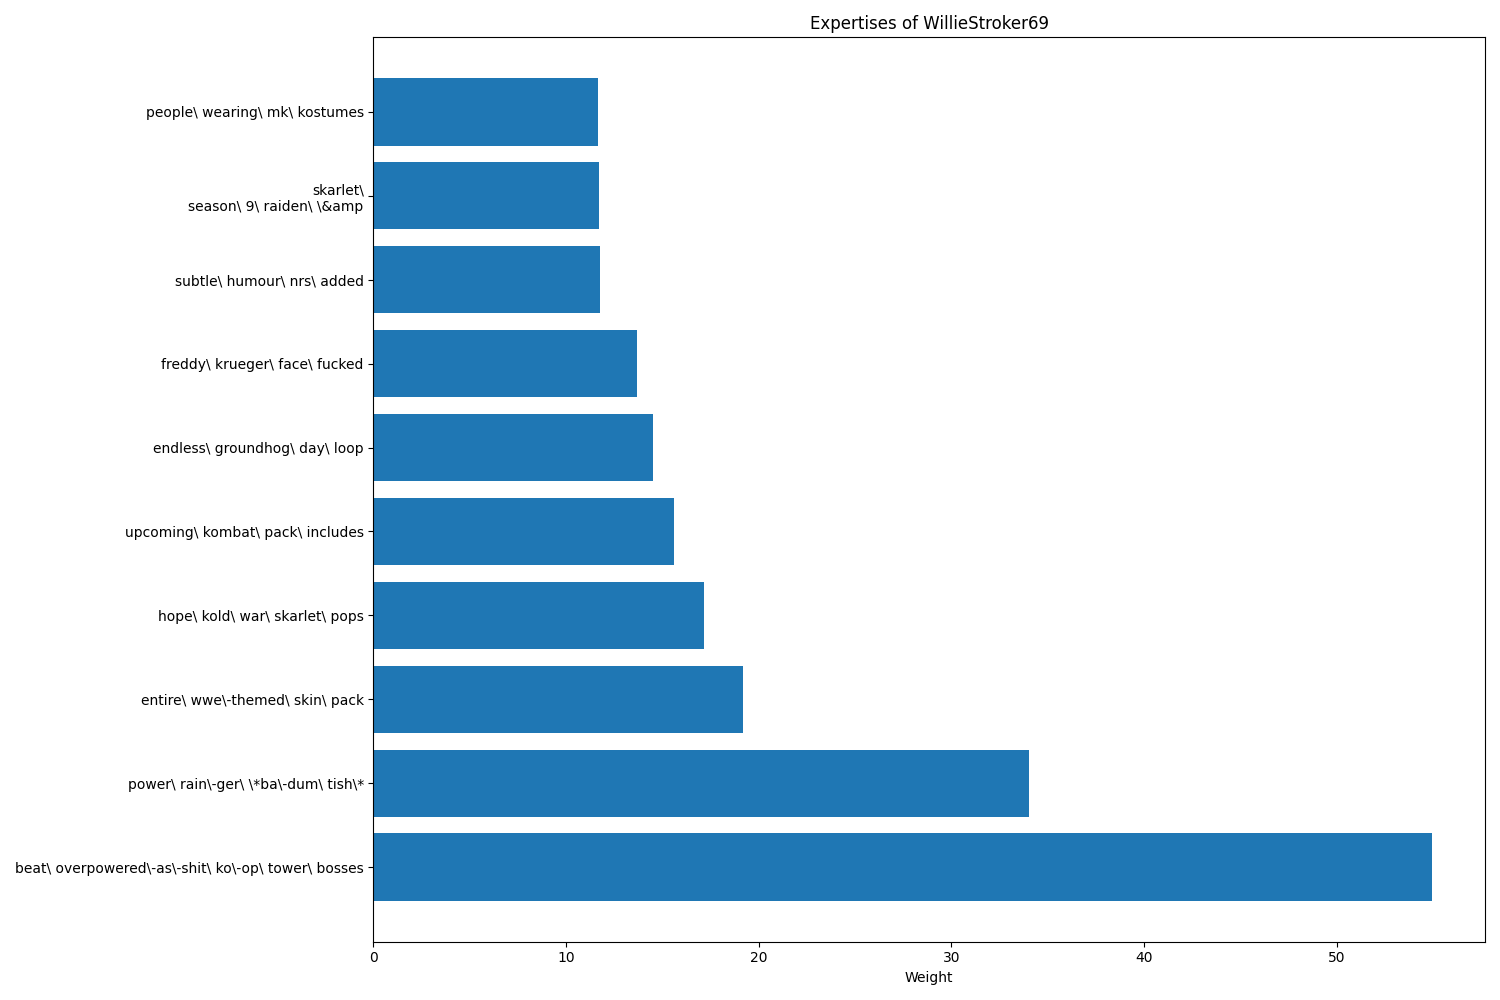 Expertises of WillieStroker69
people\ wearing\ mk\ kostumes
skarlet\
season\ 9\ raiden\ \&amp
subtle\ humour\ nrs\ added
freddy\ krueger\ face\ fucked
endless\ groundhog\ day\ loop
upcoming\ kombat\ pack\ includes
hope\ kold\ war\ skarlet\ pops
entire\ wwe\-themed\ skin\ pack
power\ rain\-ger\ \*ba\-dum\ tish\*
beat\ overpowered\-as\-shit\ ko\-op\ tower\ bosses
0 10 20 30 40 50
Weight